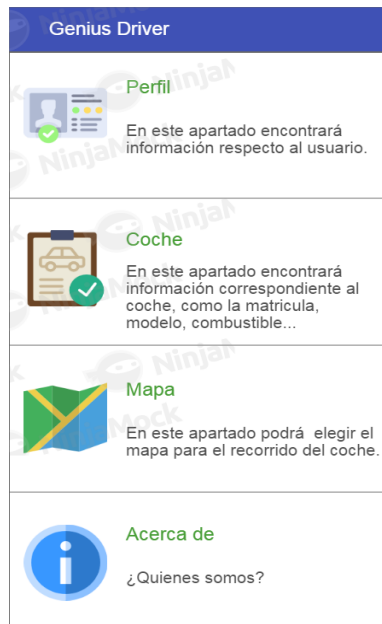 Genius Driver
Perfil
En este apartado encontrará
información respecto al usuario.
Coche
En este apartado encontrará
información correspondiente al
coche, como la matricula,
modelo, combustible...
Mapa
En este apartado podrá elegir el
mapa para el recorrido del coche.
Acerca de
¿Quienes somos?
NinjaMock